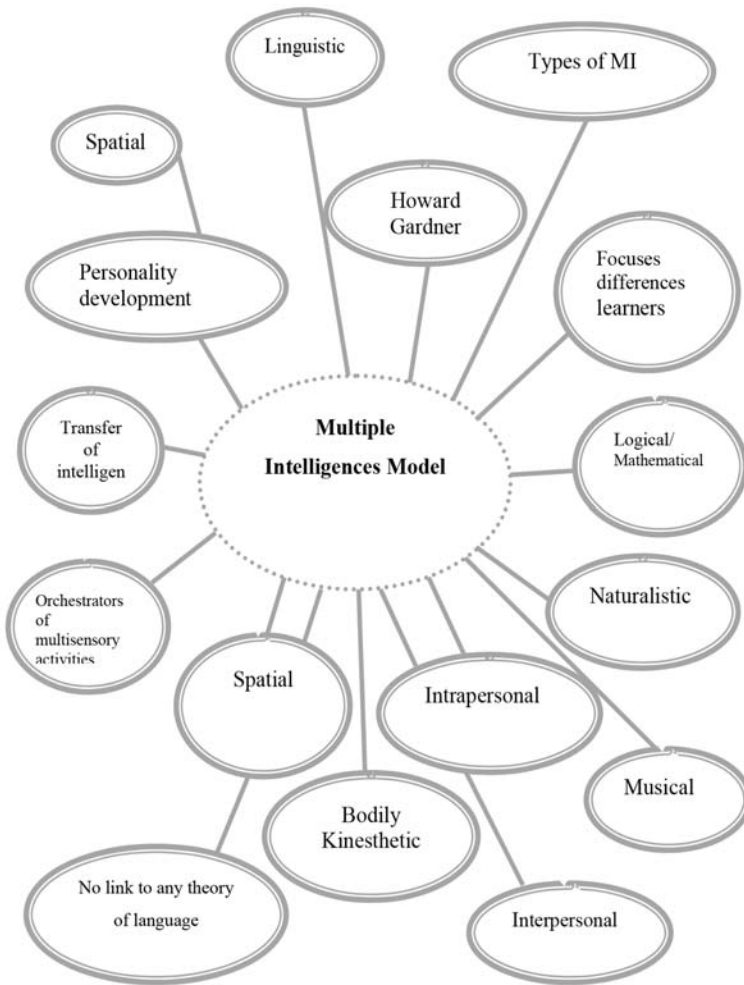 Linguistic
Types of MI
Spatial
Howard
Gardner
Personality
development
Focuses
differences
learners
Multiple
Intelligences Model
Transfer
of
intelligen
Logical/
Mathematical
Orchestrators
of
multisensory
activities
Naturalistic
Spatial
Intrapersonal
Musical
Bodily
Kinesthetic
No link to any theory
of language
Interpersonal